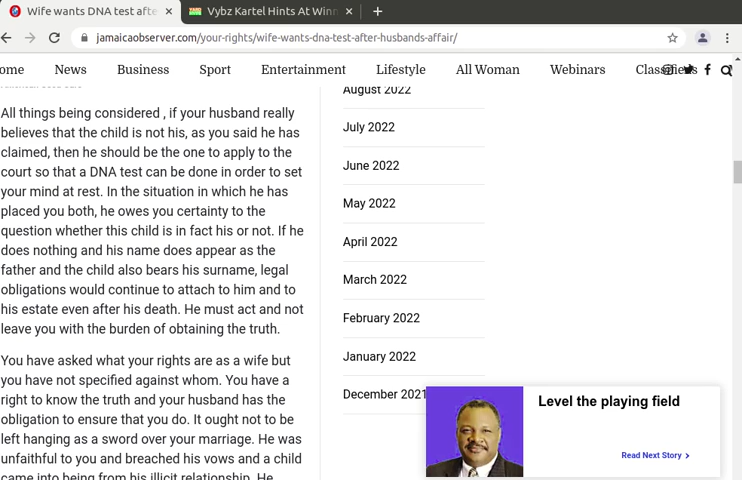 Wife wants DNA test afte
Vybz Kartel Hints At Winn
jamaicaobserver.com/your-rights/wife-wants-dna-test-after-husbands-affair/
ome News Business Sport Entertainment Lifestyle All Woman Webinars Classifieds
All things being considered , if your husband really
believes that the child is not his, as you said he has
claimed, then he should be the one to apply to the
court so that a DNA test can be done in order to set
your mind at rest. In the situation in which he has
placed you both, he owes you certainty to the
question whether this child is in fact his or not. If he
does nothing and his name does appear as the
father and the child also bears his surname, legal
obligations would continue to attach to him and to
his estate even after his death. He must act and not
leave you with the burden of obtaining the truth.
You have asked what your rights are as a wife but
you have not specified against whom. You have a
right to know the truth and your husband has the
obligation to ensure that you do. It ought not to be
left hanging as a sword over your marriage. He was
unfaithful to you and breached his vows and a child
came into being from his illicit relationship. He
August 2022
July 2022
June 2022
May 2022
April 2022
March 2022
February 2022
January 2022
December 2021
Level the playing field
Read Next Story